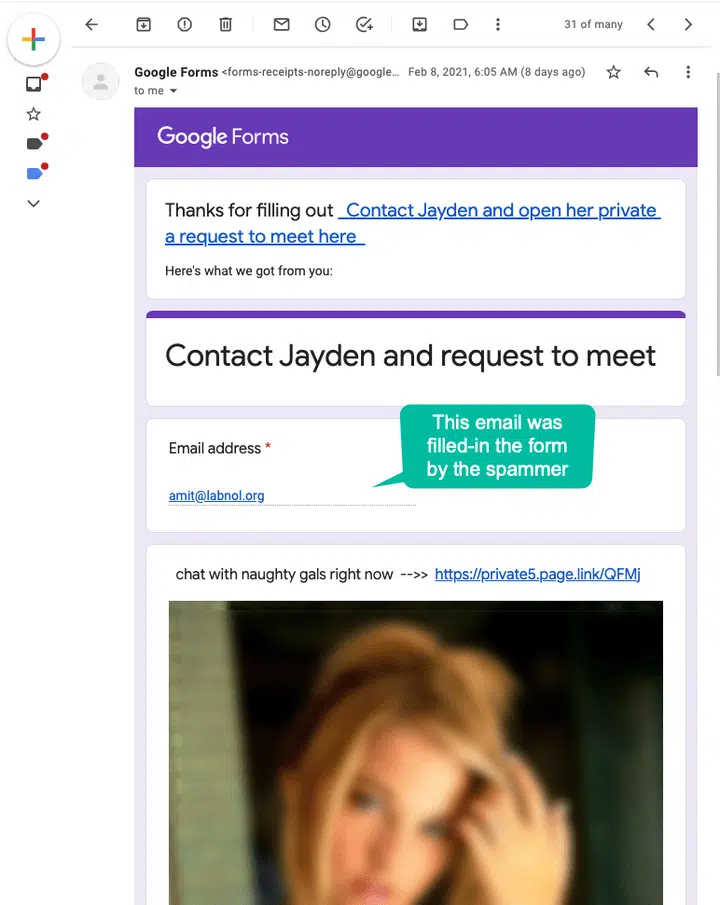 31 of many
Google Forms <forms-receipts-noreply@google... Feb 8, 2021, 6:05 AM (8 days ago)
to me
Google Forms
Thanks for filling out Contact Jayden and open her private
a request to meet here
Here's what we got from you:
Contact Jayden and request to meet
This email was
filled-in the form
by the spammer
Email address *
amit@labnol.org
chat with naughty gals right now -->> https://private5.page.link/QFMj